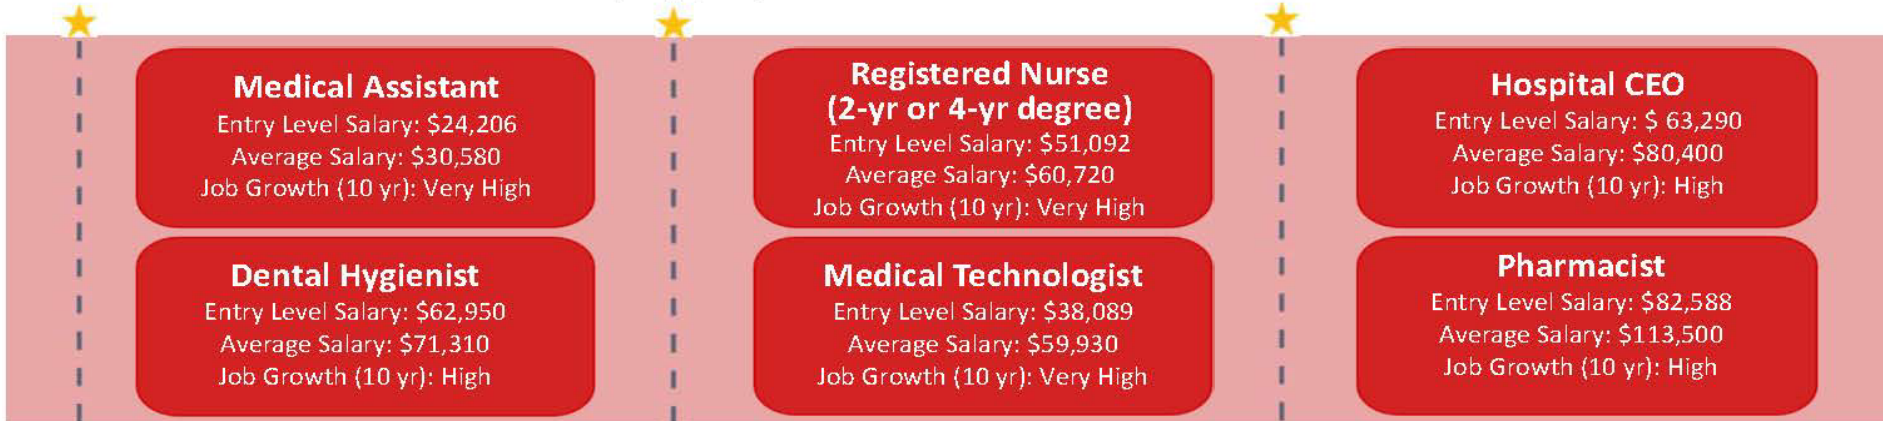 Medical Assistant
Entry Level Salary: $24,206
Average Salary: $30,580
Job Growth (10 yr): Very High
Registered Nurse
(2-yr or 4-yr degree)
Entry Level Salary: $51,092
Average Salary: $60,720
Job Growth (10 yr): Very High
Hospital CEO
Entry Level Salary: $ 63,290
Average Salary: $80,400
Job Growth (10 yr): High
Dental Hygienist
Entry Level Salary: $62,950
Average Salary: $71,310
Job Growth (10 yr): High
Medical Technologist
Entry Level Salary: $38,089
Average Salary: $59,930
Job Growth (10 yr): Very High
Pharmacist
Entry Level Salary: $82,588
Average Salary: $113,500
Job Growth (10 yr): High